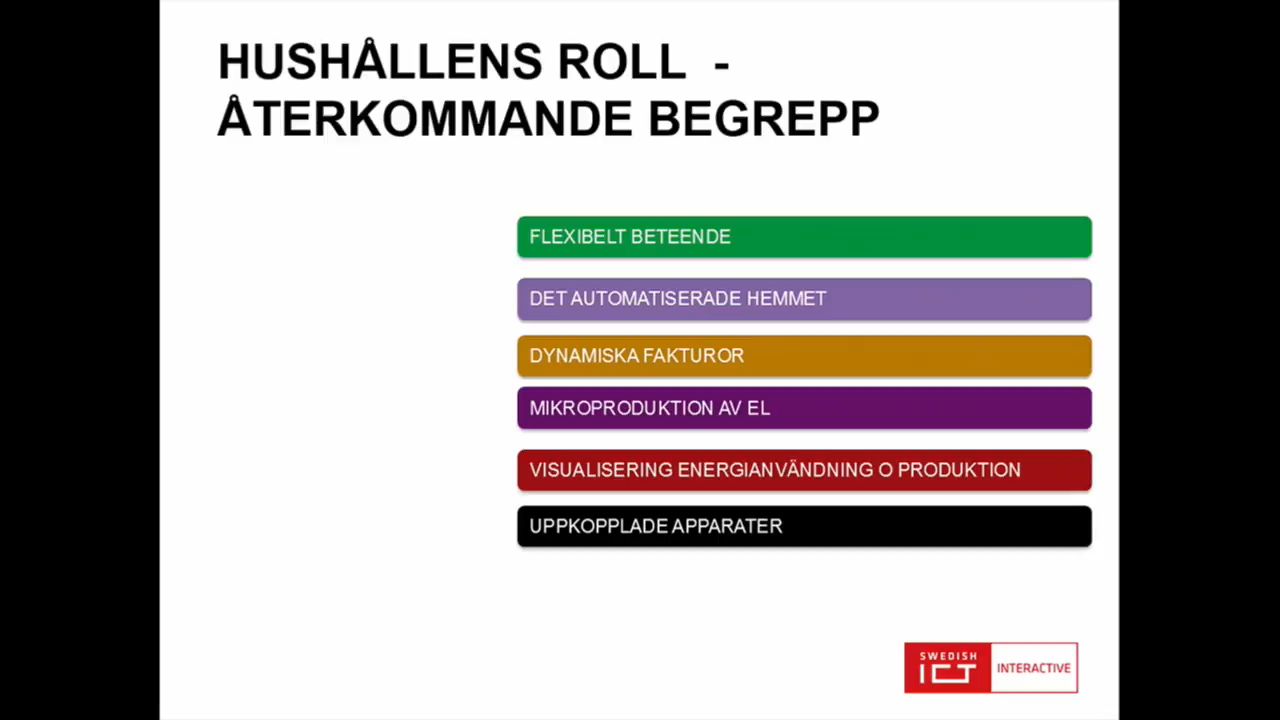 HUSHÅLLENS ROLL -
ÅTERKOMMANDE BEGREPP
FLEXIBELT BETEENDE
DET AUTOMATISERADE HEMMET
DYNAMISKA FAKTUROR
MIKROPRODUKTION AV EL
VISUALISERING ENERGIANVÄNDNING O PRODUKTION
UPPKOPPLADE APPARATER
SWEDISH
ICT INTERACTIVE